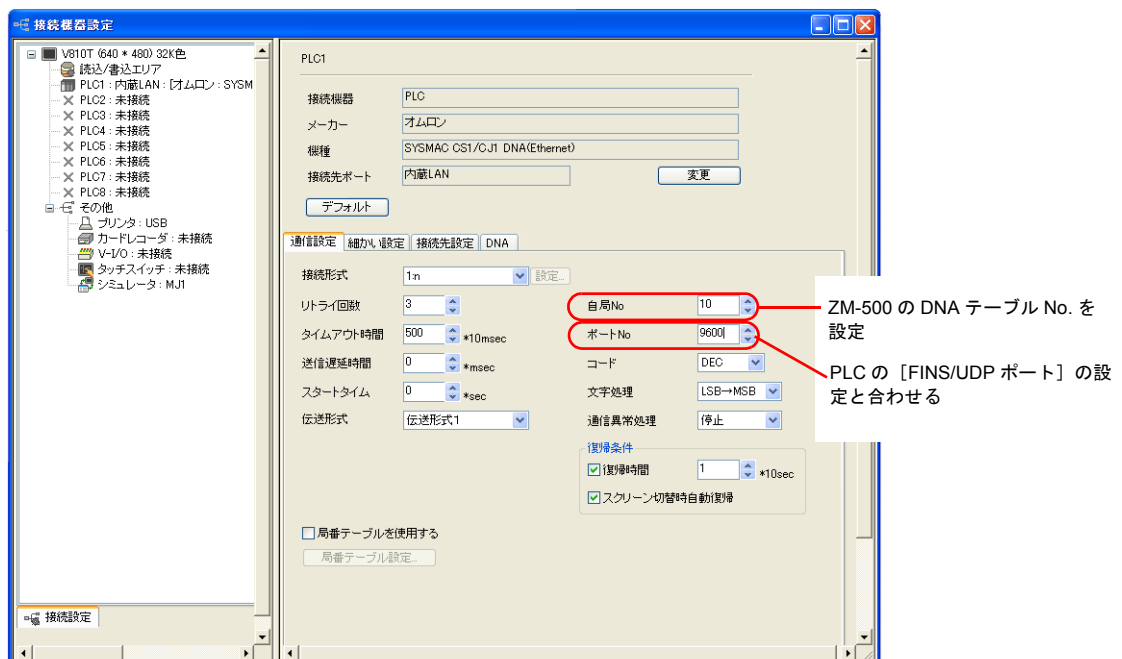 接続機器設定
V810T (640 * 480) 32K色
読込/書込エリア
PLC1 : 内蔵LAN : [オムロン : SYSM
PLC2 : 未接続
PLC3 : 未接続
PLC4 : 未接続
PLC5 : 未接続
PLC6 : 未接続
PLC7 : 未接続
PLC8 : 未接続
その他
プリンタ : USB
カードレコーダ : 未接続
V-I/O : 未接続
タッチスイッチ : 未接続
シミュレータ : MJ1
接続設定
PLC1
接続機器 PLC
メーカー オムロン
機種 SYSMAC CS1/CJ1 DNA(Ethernet)
接続先ポート 内蔵LAN 変更
デフォルト
通信設定 細かい設定 接続先設定 DNA
接続形式 1:n 設定...
リトライ回数 3 自局No 10
タイムアウト時間 500 *10msec ポートNo 9600
送信遅延時間 0 *msec コード DEC
スタートタイム 0 *sec 文字処理 LSB→MSB
伝送形式 伝送形式1 通信異常処理 停止
復帰条件
復帰時間 1 *10sec
スクリーン切替時自動復帰
局番テーブルを使用する
局番テーブル設定...
ZM-500 の DNA テーブル No. を
設定
PLC の［FINS/UDP ポート］の設
定と合わせる